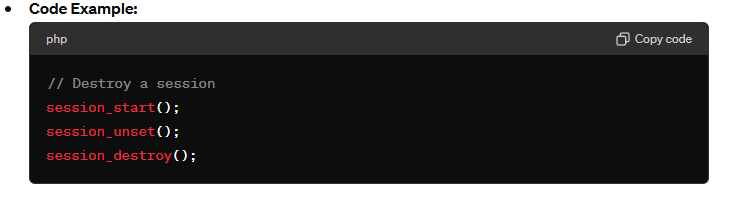 Code Example:
php
Copy code
// Destroy a session
session_start();
session_unset();
session_destroy();